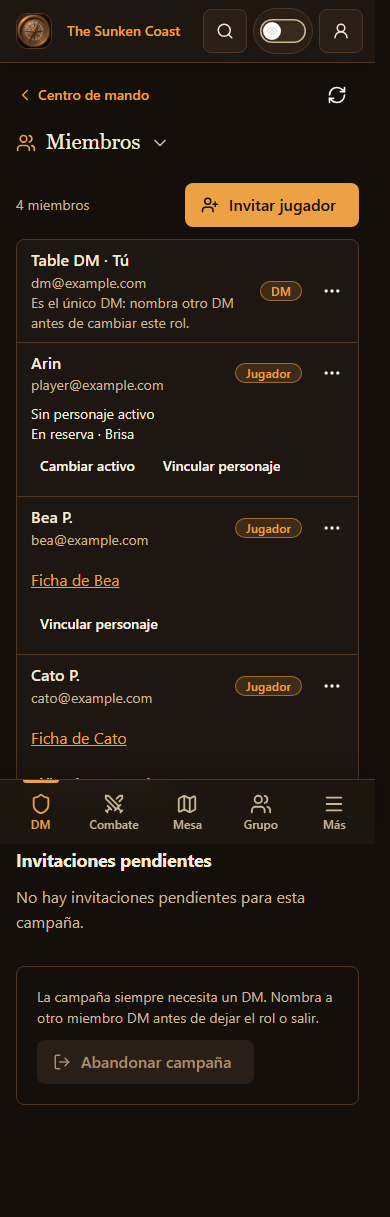 The Sunken Coast
Centro de mando
Miembros
4 miembros
Invitar jugador
Table DM · Tú
dm@example.com
Es el único DM: nombra otro DM
antes de cambiar este rol.
DM
Arin
player@example.com
Jugador
Sin personaje activo
En reserva · Brisa
Cambiar activo
Vincular personaje
Bea P.
bea@example.com
Jugador
Ficha de Bea
Vincular personaje
Cato P.
cato@example.com
Jugador
Ficha de Cato
DM
Combate
Mesa
Grupo
Más
Invitaciones pendientes
No hay invitaciones pendientes para esta
campaña.
La campaña siempre necesita un DM. Nombra a
otro miembro DM antes de dejar el rol o salir.
Abandonar campaña